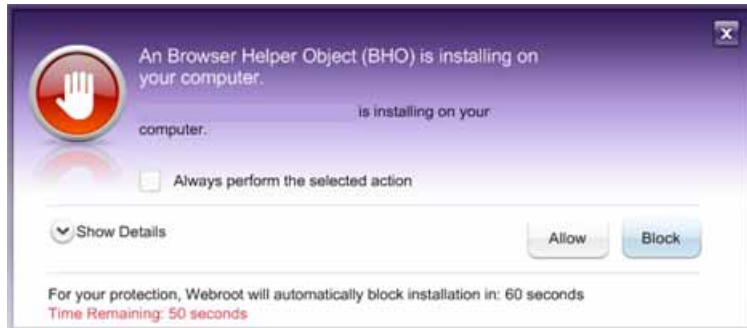 An Browser Helper Object (BHO) is installing on
your computer.
is installing on your
computer.
Always perform the selected action
Show Details
Allow
Block
For your protection, Webroot will automatically block installation in: 60 seconds
Time Remaining: 50 seconds